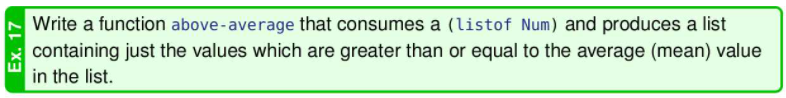 Ex. 17
Write a function above-average that consumes a (listof Num) and produces a list
containing just the values which are greater than or equal to the average (mean) value
in the list.